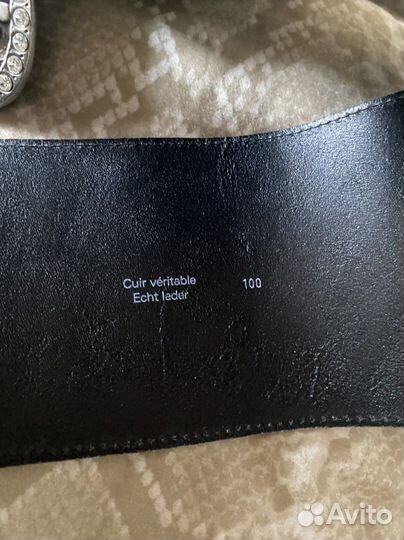 Cuir véritable
Echt leder 100
Avito